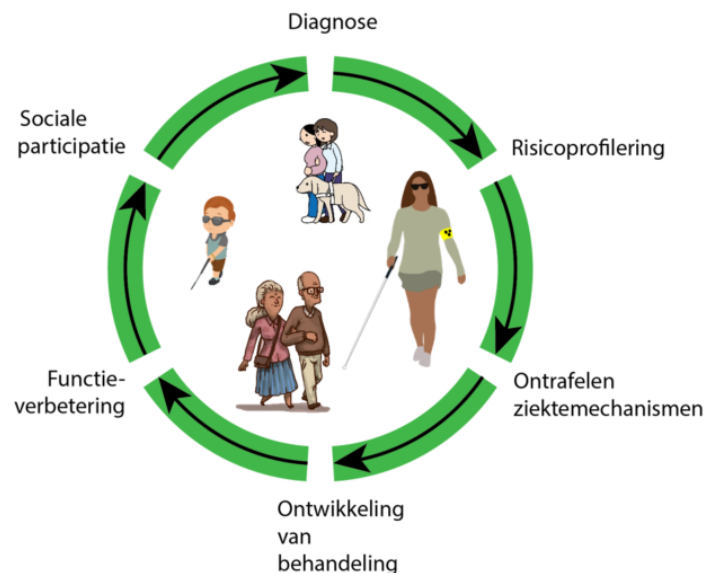 Diagnose
Risicoprofilering
Ontrafelen
ziektemechanismen
Ontwikkeling
van
behandeling
Functie-
verbetering
Sociale
participatie